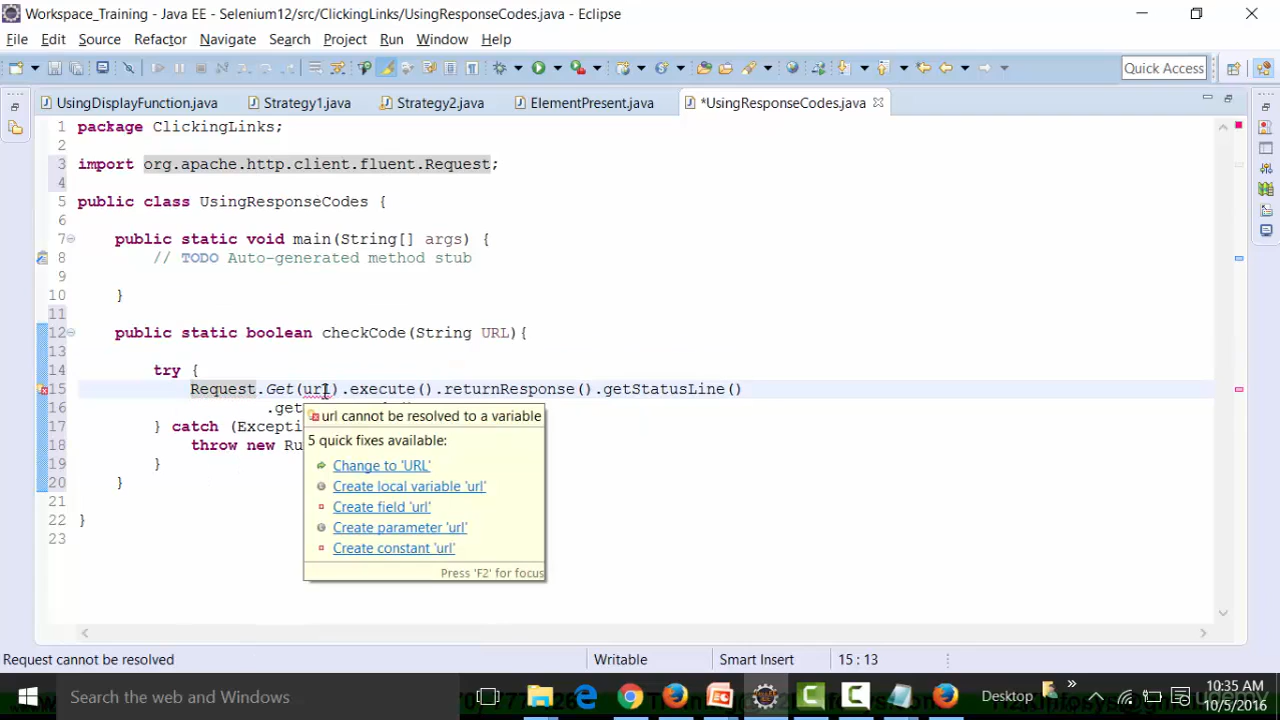 Workspace_Training - Java EE - Selenium12/src/ClickingLinks/UsingResponseCodes.java - Eclipse
File Edit Source Refactor Navigate Search Project Run Window Help
Quick Access
UsingDisplayFunction.java Strategy1.java Strategy2.java ElementPresent.java *UsingResponseCodes.java
1 package ClickingLinks;
2
3 import org.apache.http.client.fluent.Request;
4
5 public class UsingResponseCodes {
6
7 public static void main(String[] args) {
8 // TODO Auto-generated method stub
9
10 }
11
12 public static boolean checkCode(String URL){
13
14 try {
15 Request.Get(url).execute().returnResponse().getStatusLine()
16 .get
17 } catch (Excepti
18 throw new Ru
19 }
20 }
21
22 }
23
url cannot be resolved to a variable
5 quick fixes available:
Change to 'URL'
Create local variable 'url'
Create field 'url'
Create parameter 'url'
Create constant 'url'
Press 'F2' for focus
Request cannot be resolved Writable Smart Insert 15 : 13
Search the web and Windows Desktop 10:35 AM
10/5/2016